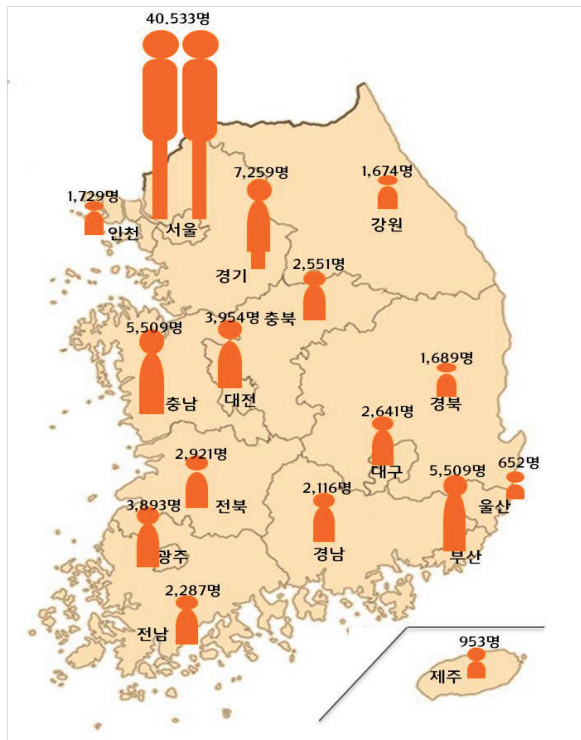 40.533명
7,259명
1,674명
1,729명
인천
서울
강원
경기
2,551명
충북
5,509명
3,954명
충남
대전
1,689명
경북
2,641명
대구
2,921명
전북
2,116명
경남
5,509명
부산
652명
울산
3,893명
광주
2,287명
전남
953명
제주